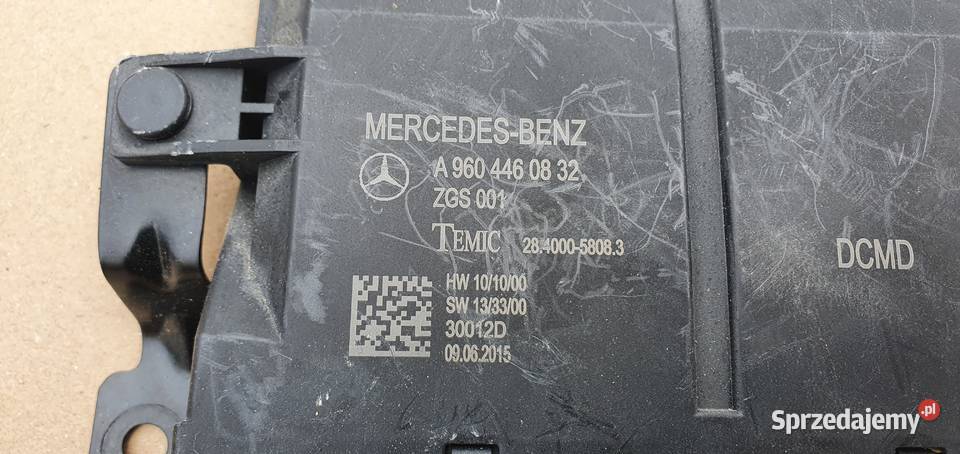 MERCEDES-BENZ
A 960 446 08 32
ZGS 001
TEMIC 28.4000-5808.3
HW 10/10/00
SW 13/33/00
30012D
09.06.2015
DCMD
Sprzedajemy.pl